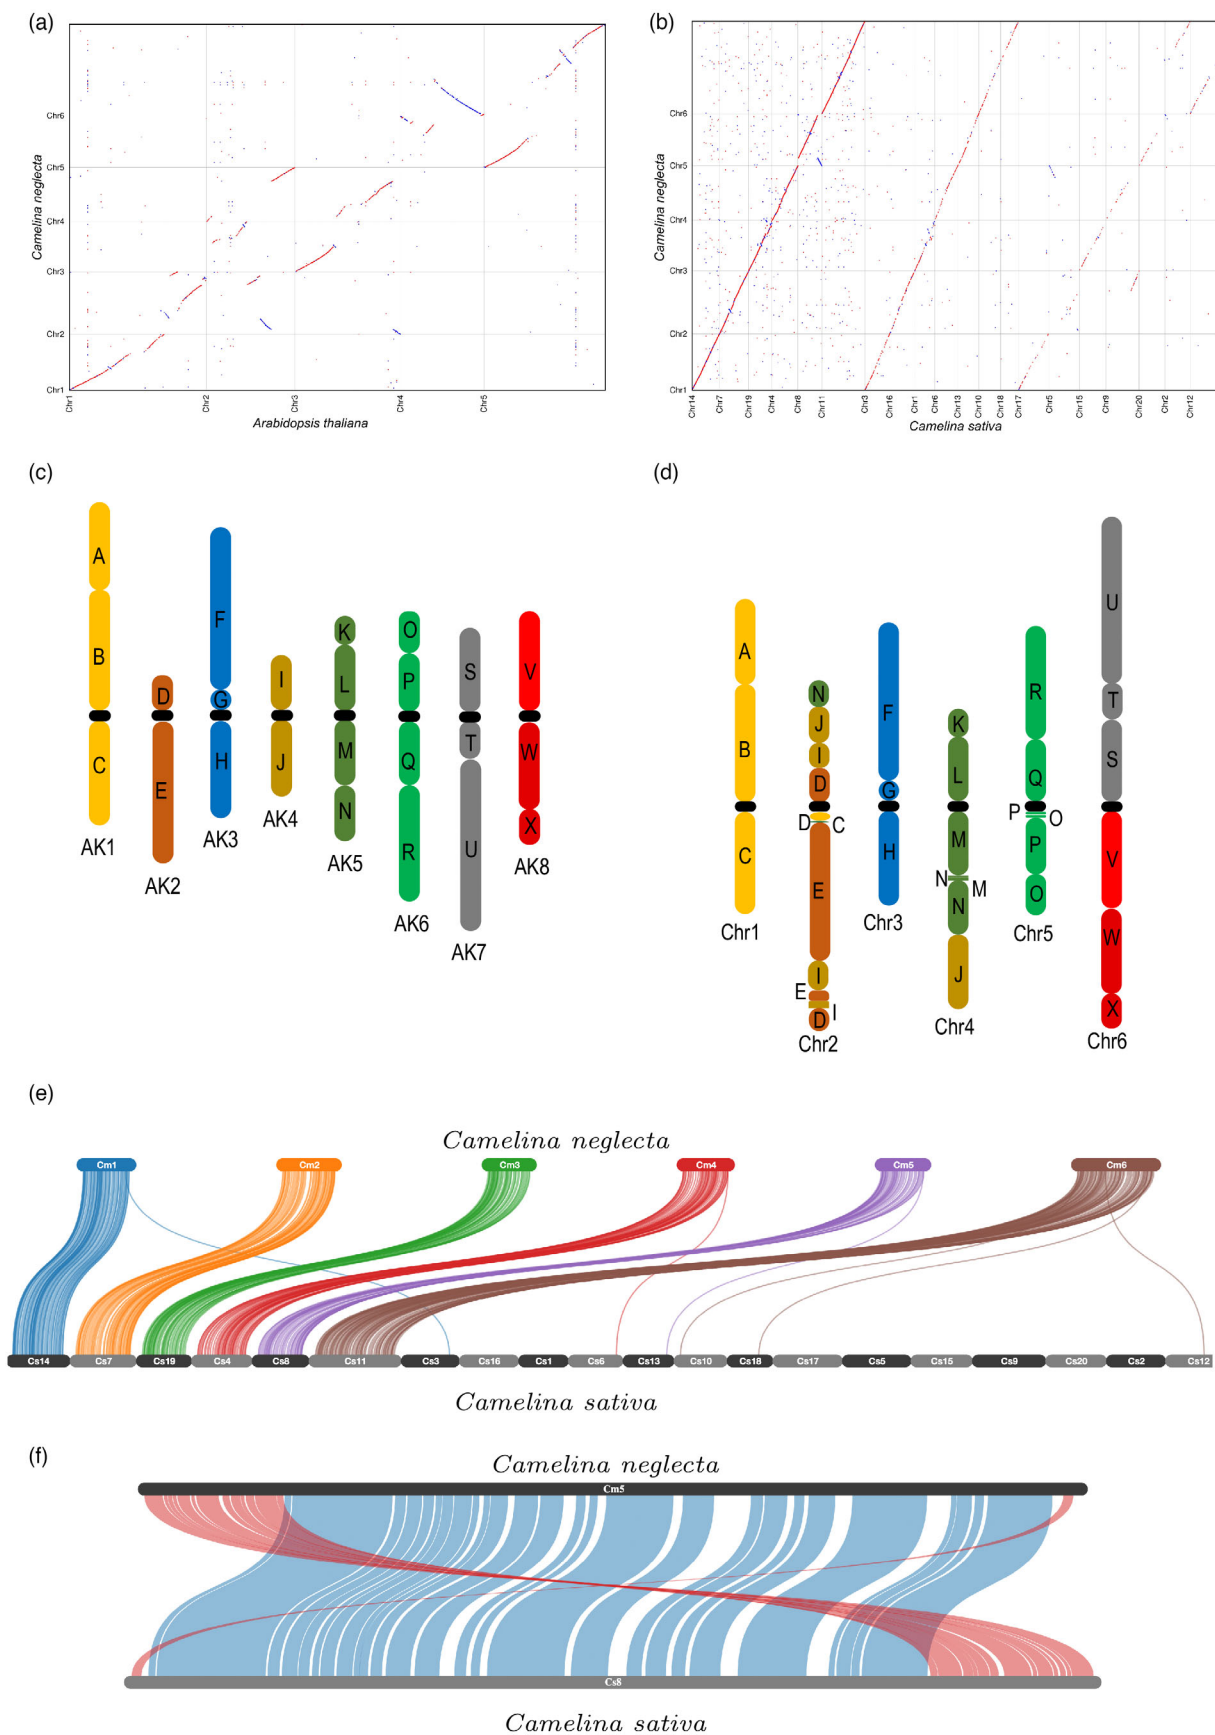 (a)
Chr6
Chr5
Chr4
Chr3
Chr2
Chr1
Camelina neglecta
Chr1
Chr2
Chr3
Chr4
Chr5
Arabidopsis thaliana
(b)
Chr6
Chr5
Chr4
Chr3
Chr2
Chr1
Camelina neglecta
Chr14
Chr7
Chr19
Chr4
Chr8
Chr11
Chr3
Chr16
Chr1
Chr6
Chr13
Chr10
Chr18
Chr17
Chr5
Chr15
Chr9
Chr20
Chr2
Chr12
Camelina sativa
(c)
A
B
C
AK1
D
E
AK2
F
G
H
AK3
I
J
AK4
K
L
M
N
AK5
O
P
Q
R
AK6
S
T
U
AK7
V
W
X
AK8
(d)
A
B
C
Chr1
N
J
I
D
D C
E
I
E
I
D
Chr2
F
G
H
Chr3
K
L
M
N M
N
J
Chr4
R
Q
P O
P
O
Chr5
U
T
S
V
W
X
Chr6
(e)
Camelina neglecta
Cm1 Cm2 Cm3 Cm4 Cm5 Cm6
Cs14 Cs7 Cs19 Cs4 Cs8 Cs11 Cs3 Cs16 Cs1 Cs6 Cs13 Cs10 Cs18 Cs17 Cs5 Cs15 Cs9 Cs20 Cs2 Cs12
Camelina sativa
(f)
Camelina neglecta
Cm5
Cs8
Camelina sativa